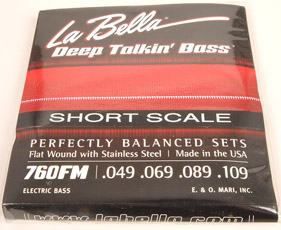 La Bella
Deep Talkin' Bass
SHORT SCALE
PERFECTLY BALANCED SETS
Flat Wound with Stainless Steel | Made in the USA
760FM .049 .069 .089 .109
ELECTRIC BASS E. & O. MARI, INC.
www.labella.com